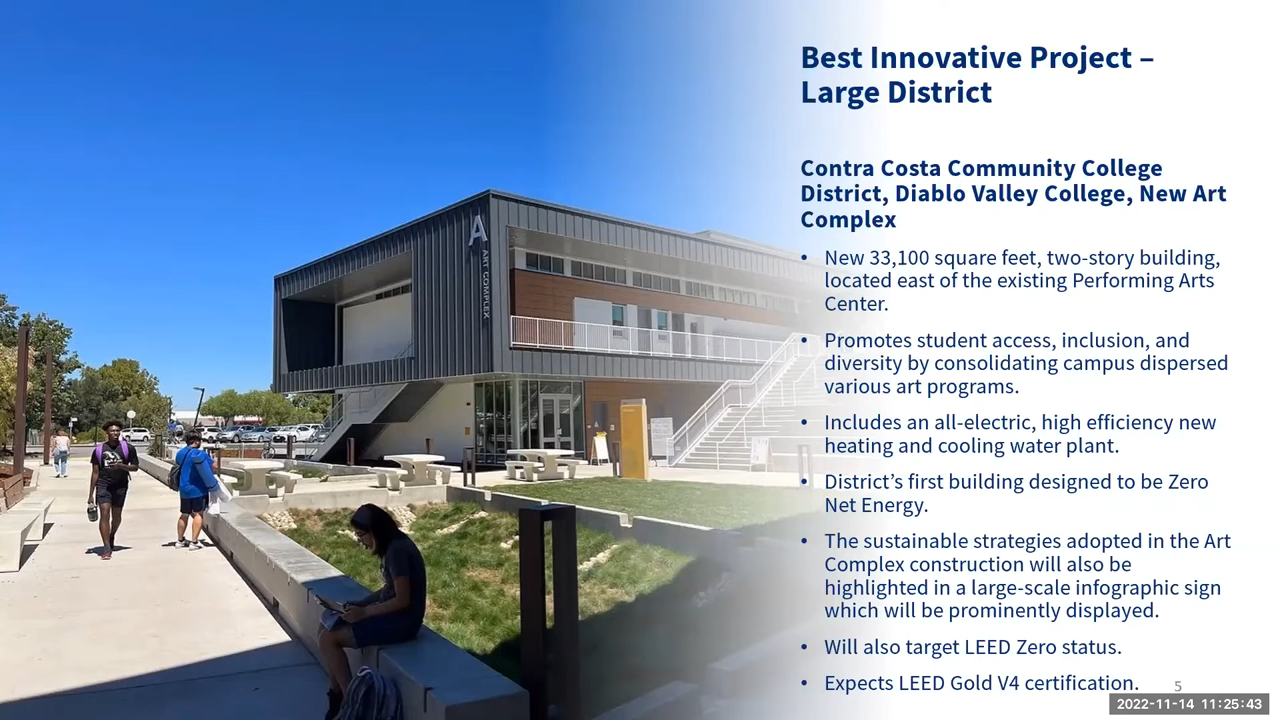 Best Innovative Project –
Large District
Contra Costa Community College
District, Diablo Valley College, New Art
Complex
• New 33,100 square feet, two-story building,
located east of the existing Performing Arts
Center.
• Promotes student access, inclusion, and
diversity by consolidating campus dispersed
various art programs.
• Includes an all-electric, high efficiency new
heating and cooling water plant.
• District’s first building designed to be Zero
Net Energy.
• The sustainable strategies adopted in the Art
Complex construction will also be
highlighted in a large-scale infographic sign
which will be prominently displayed.
• Will also target LEED Zero status.
• Expects LEED Gold V4 certification.
5
2022-11-14 11:25:43
A
ART COMPLEX